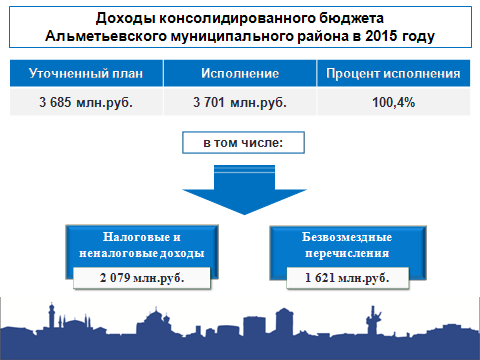 Доходы консолидированного бюджета
Альметьевского муниципального района в 2015 году
Уточненный план Исполнение Процент исполнения
3 685 млн.руб. 3 701 млн.руб. 100,4%
в том числе:
Налоговые и
неналоговые доходы
2 079 млн.руб.
Безвозмездные
перечисления
1 621 млн.руб.